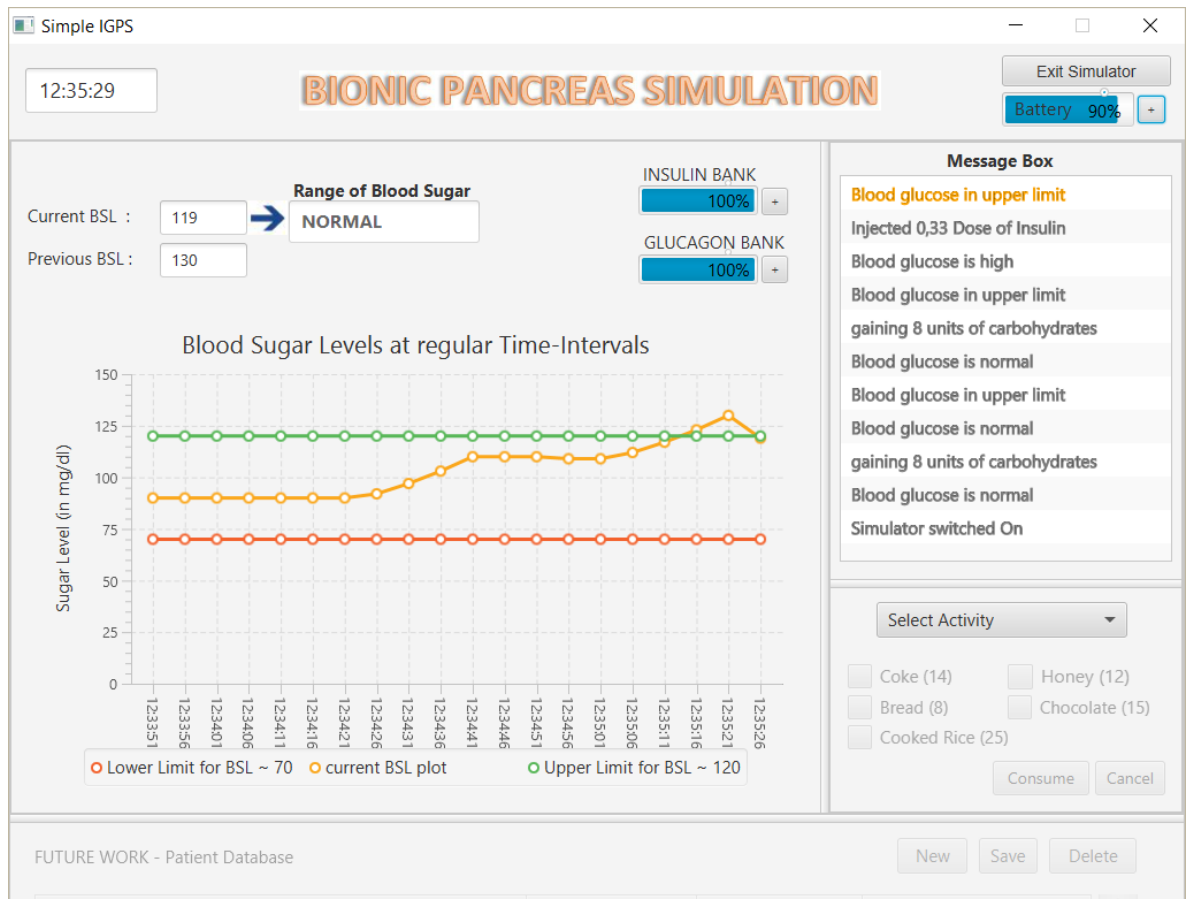 Simple IGPS
12:35:29
BIONIC PANCREAS SIMULATION
Exit Simulator
Battery 90%
+
Range of Blood Sugar
Current BSL : 119
NORMAL
Previous BSL : 130
INSULIN BANK
100% +
GLUCAGON BANK
100% +
Blood Sugar Levels at regular Time-Intervals
Sugar Level (in mg/dl)
150
125
100
75
50
25
0
12:33:51
12:33:56
12:34:01
12:34:06
12:34:11
12:34:16
12:34:21
12:34:26
12:34:31
12:34:36
12:34:41
12:34:46
12:34:51
12:34:56
12:35:01
12:35:06
12:35:11
12:35:16
12:35:21
12:35:26
Lower Limit for BSL ~ 70 current BSL plot Upper Limit for BSL ~ 120
Message Box
Blood glucose in upper limit
Injected 0,33 Dose of Insulin
Blood glucose is high
Blood glucose in upper limit
gaining 8 units of carbohydrates
Blood glucose is normal
Blood glucose in upper limit
Blood glucose is normal
gaining 8 units of carbohydrates
Blood glucose is normal
Simulator switched On
Select Activity
Coke (14) Honey (12)
Bread (8) Chocolate (15)
Cooked Rice (25)
Consume Cancel
FUTURE WORK - Patient Database New Save Delete